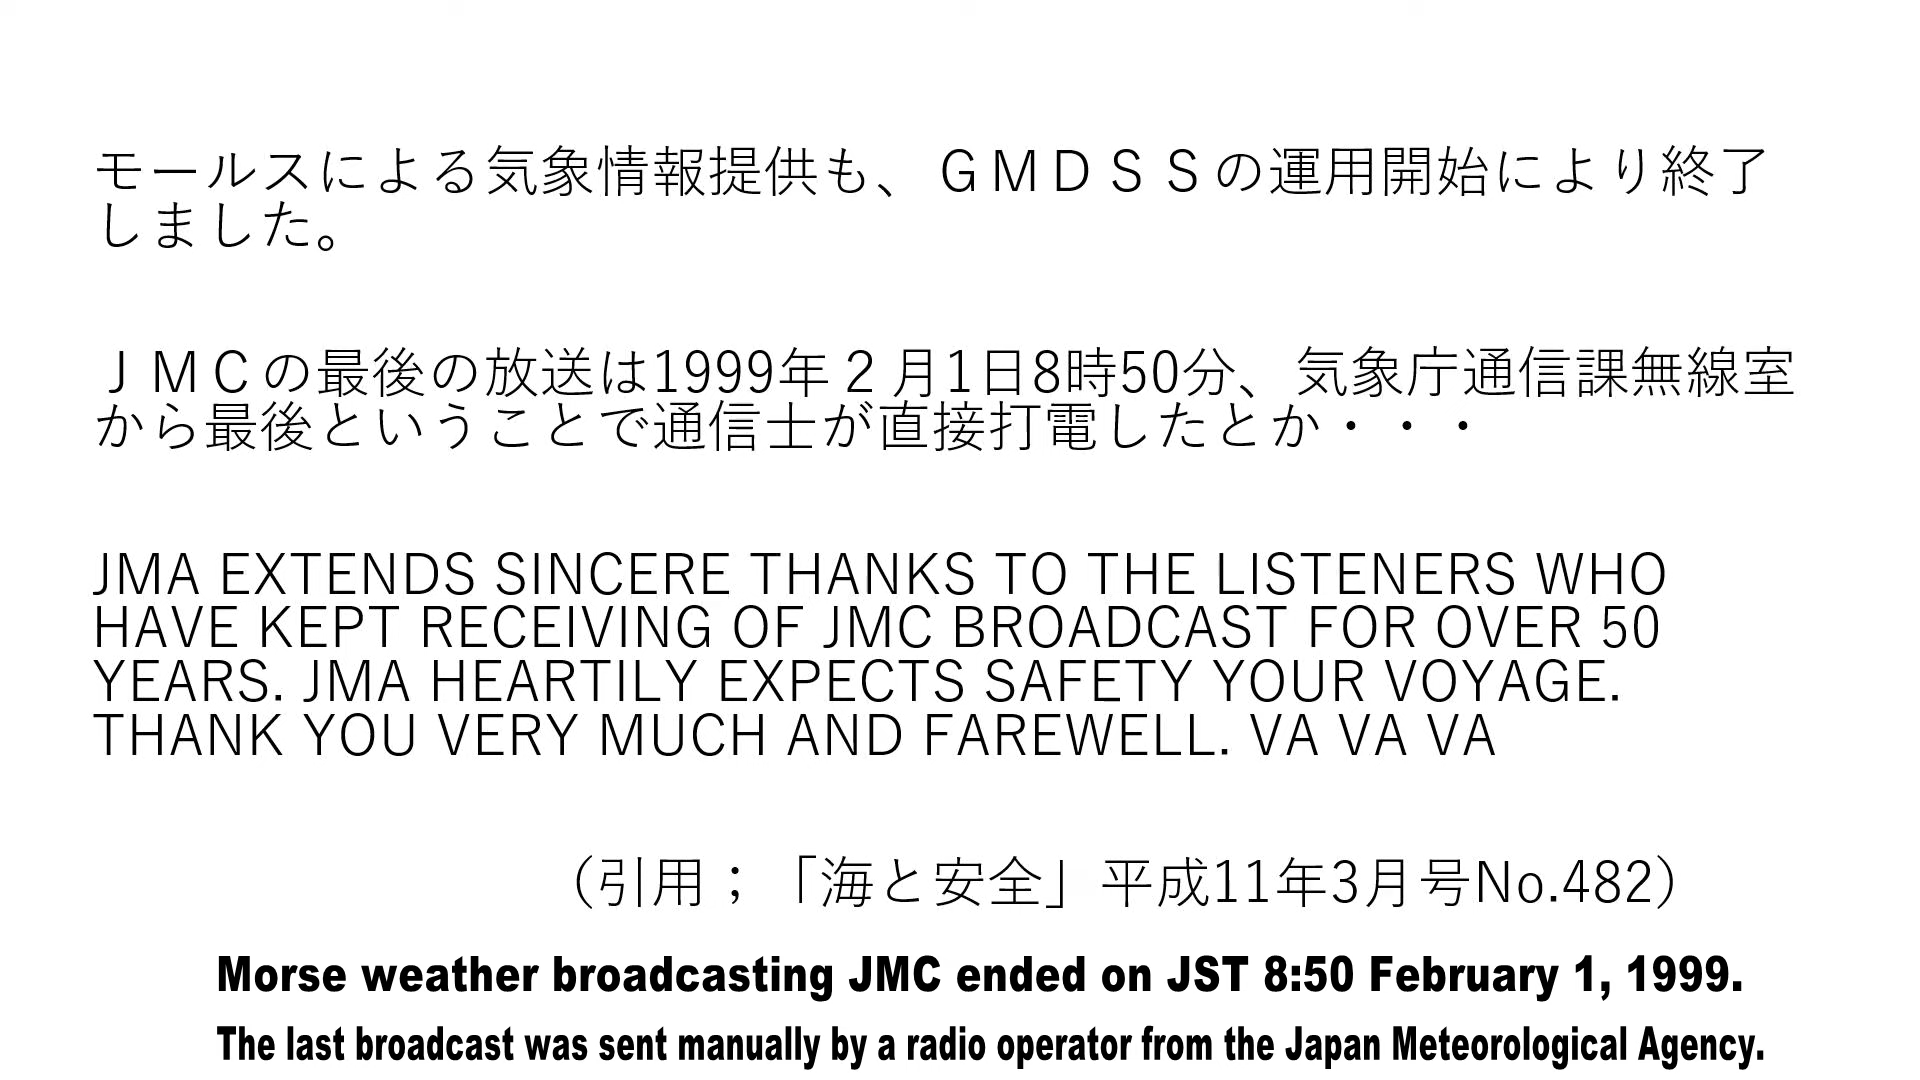 モールスによる気象情報提供も、ＧＭＤＳＳの運用開始により終了
しました。
ＪＭＣの最後の放送は1999年２月1日8時50分、気象庁通信課無線室
から最後ということで通信士が直接打電したとか・・・
JMA EXTENDS SINCERE THANKS TO THE LISTENERS WHO
HAVE KEPT RECEIVING OF JMC BROADCAST FOR OVER 50
YEARS. JMA HEARTILY EXPECTS SAFETY YOUR VOYAGE.
THANK YOU VERY MUCH AND FAREWELL. VA VA VA
（引用；「海と安全」平成11年3月号No.482）
Morse weather broadcasting JMC ended on JST 8:50 February 1, 1999.
The last broadcast was sent manually by a radio operator from the Japan Meteorological Agency.